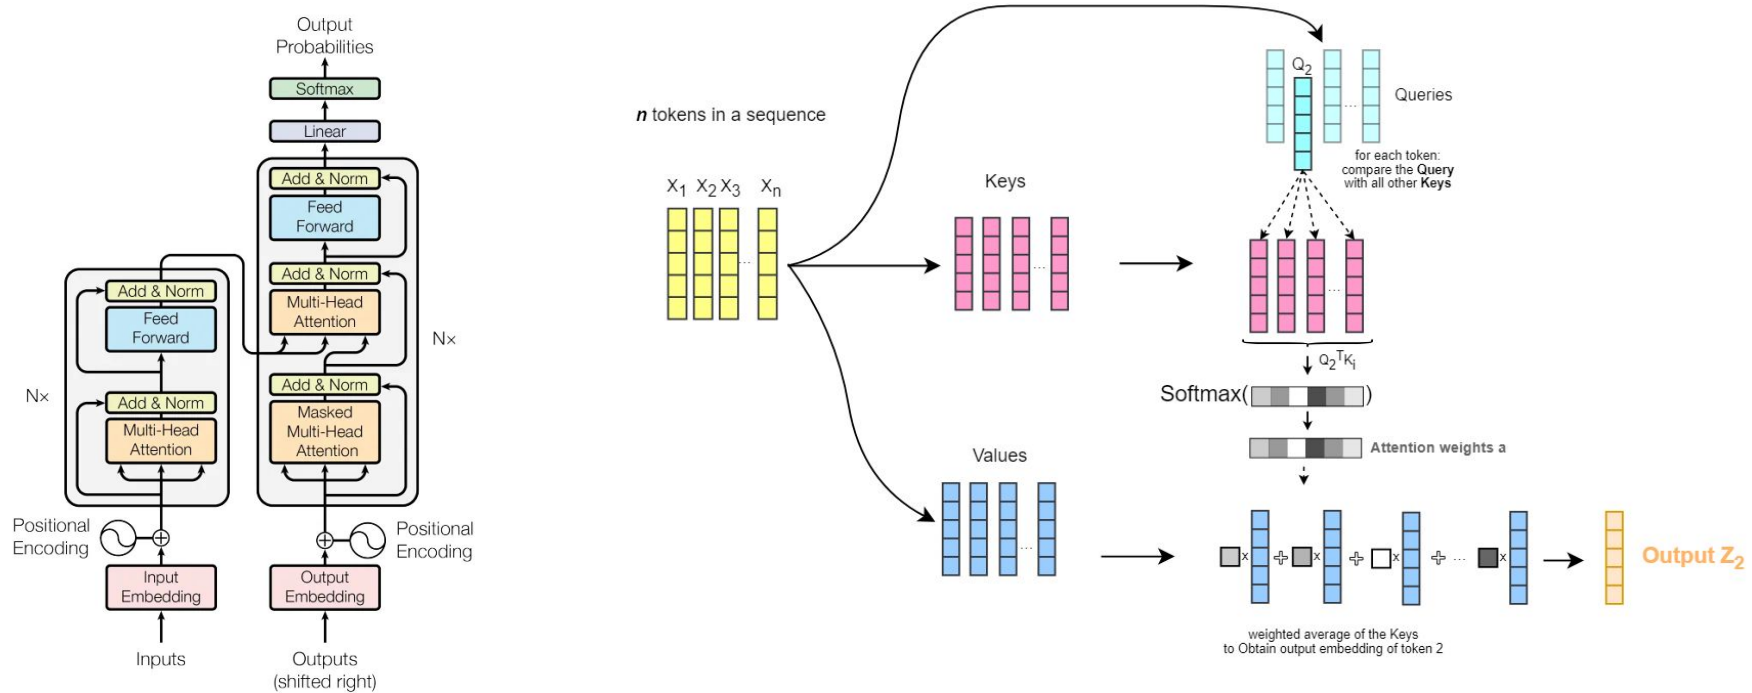 Output
Probabilities
Softmax
Linear
Add & Norm
Feed
Forward
Add & Norm
Multi-Head
Attention
Nx
Add & Norm
Masked
Multi-Head
Attention
Add & Norm
Feed
Forward
Nx
Add & Norm
Multi-Head
Attention
Positional
Encoding
Positional
Encoding
Input
Embedding
Output
Embedding
Inputs
Outputs
(shifted right)
n tokens in a sequence
X1 X2 X3 Xn
...
Keys
...
Values
...
Q2
...
Queries
for each token:
compare the Query
with all other Keys
...
Q2TKi
Softmax( )
Attention weights a
x + x + x + ... x
Output Z2
weighted average of the Keys
to Obtain output embedding of token 2